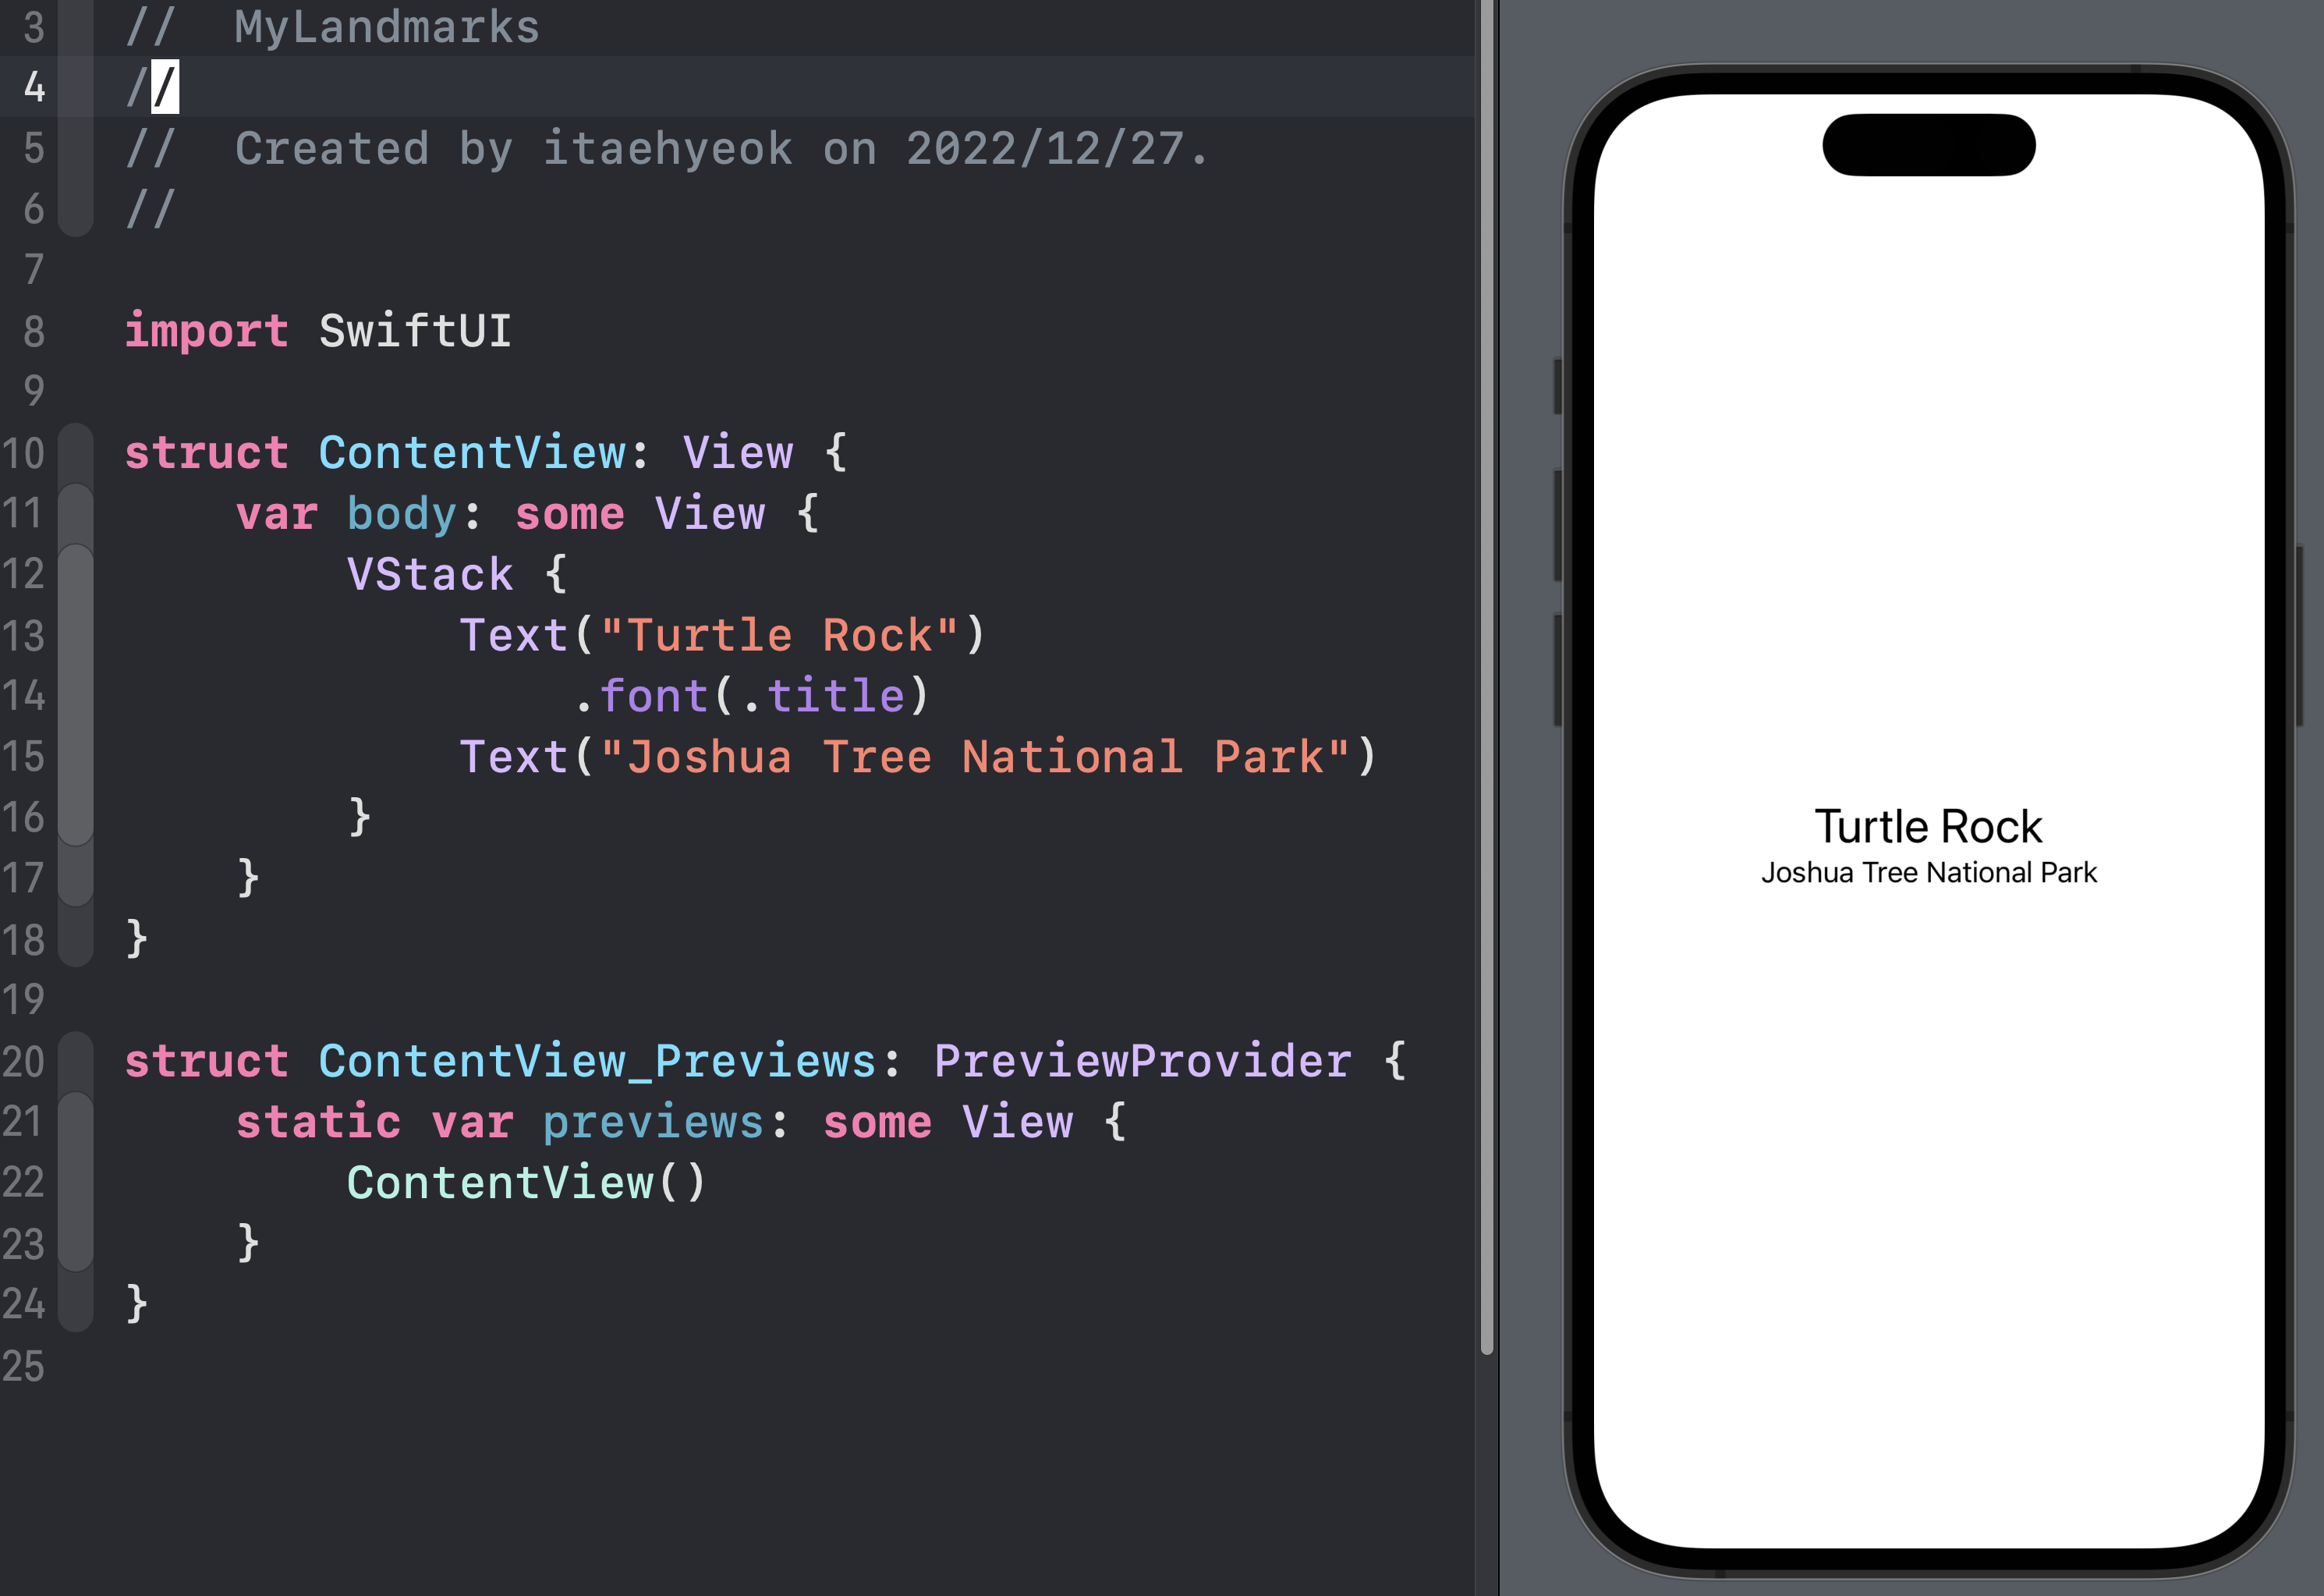 3 //  MyLandmarks
4 //
5 //  Created by itaehyeok on 2022/12/27.
6 //
7
8 import SwiftUI
9
10 struct ContentView: View {
11     var body: some View {
12         VStack {
13             Text("Turtle Rock")
14                 .font(.title)
15             Text("Joshua Tree National Park")
16         }
17     }
18 }
19
20 struct ContentView_Previews: PreviewProvider {
21     static var previews: some View {
22         ContentView()
23     }
24 }
25
Turtle Rock
Joshua Tree National Park